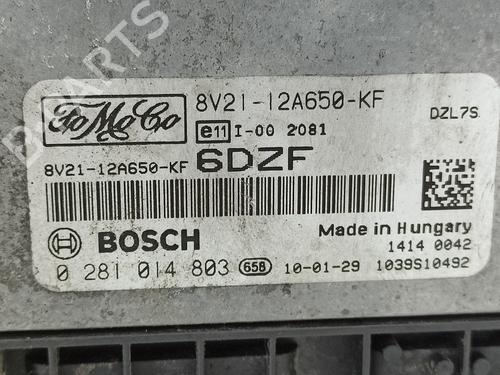 FoMoCo
8V21-12A650-KF
DZL7S
e11 I-00 2081
8V21-12A650-KF 6DZF
BOSCH
Made in Hungary
1414 0042
0 281 014 803 658 10-01-29 1039S10492
PARTS